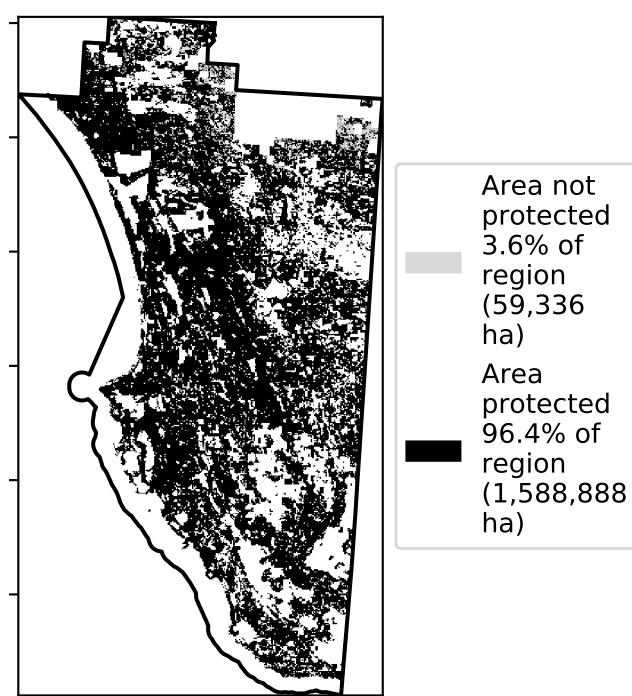 Area not
protected
3.6% of
region
(59,336
ha)
Area
protected
96.4% of
region
(1,588,888
ha)